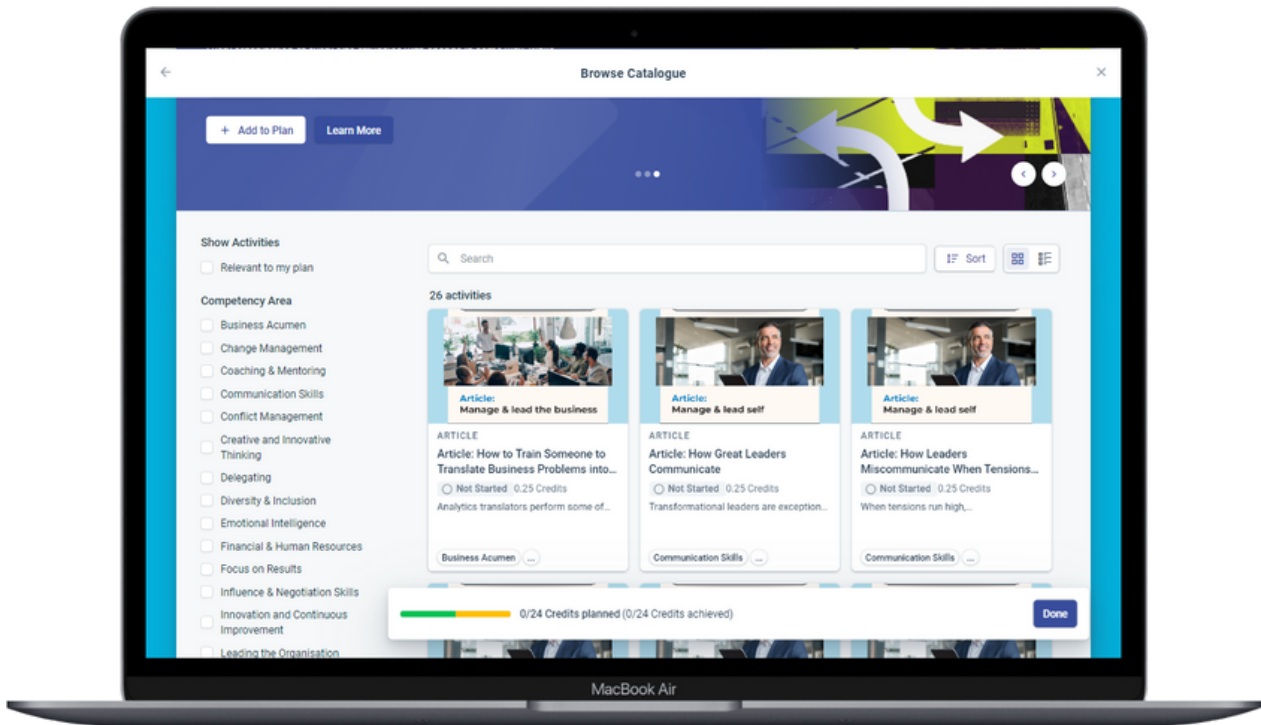 Browse Catalogue
+ Add to Plan
Learn More
Show Activities
Relevant to my plan
Competency Area
Business Acumen
Change Management
Coaching & Mentoring
Communication Skills
Conflict Management
Creative and Innovative
Thinking
Delegating
Diversity & Inclusion
Emotional Intelligence
Financial & Human Resources
Focus on Results
Influence & Negotiation Skills
Innovation and Continuous
Improvement
Leading the Organisation
Search
Sort
26 activities
Article:
Manage & lead the business
ARTICLE
Article: How to Train Someone to
Translate Business Problems into...
Not Started 0.25 Credits
Analytics translators perform some of...
Business Acumen ...
Article:
Manage & lead self
ARTICLE
Article: How Great Leaders
Communicate
Not Started 0.25 Credits
Transformational leaders are exception...
Communication Skills ...
Article:
Manage & lead self
ARTICLE
Article: How Leaders
Miscommunicate When Tensions...
Not Started 0.25 Credits
When tensions run high,...
Communication Skills ...
0/24 Credits planned (0/24 Credits achieved)
Done
MacBook Air